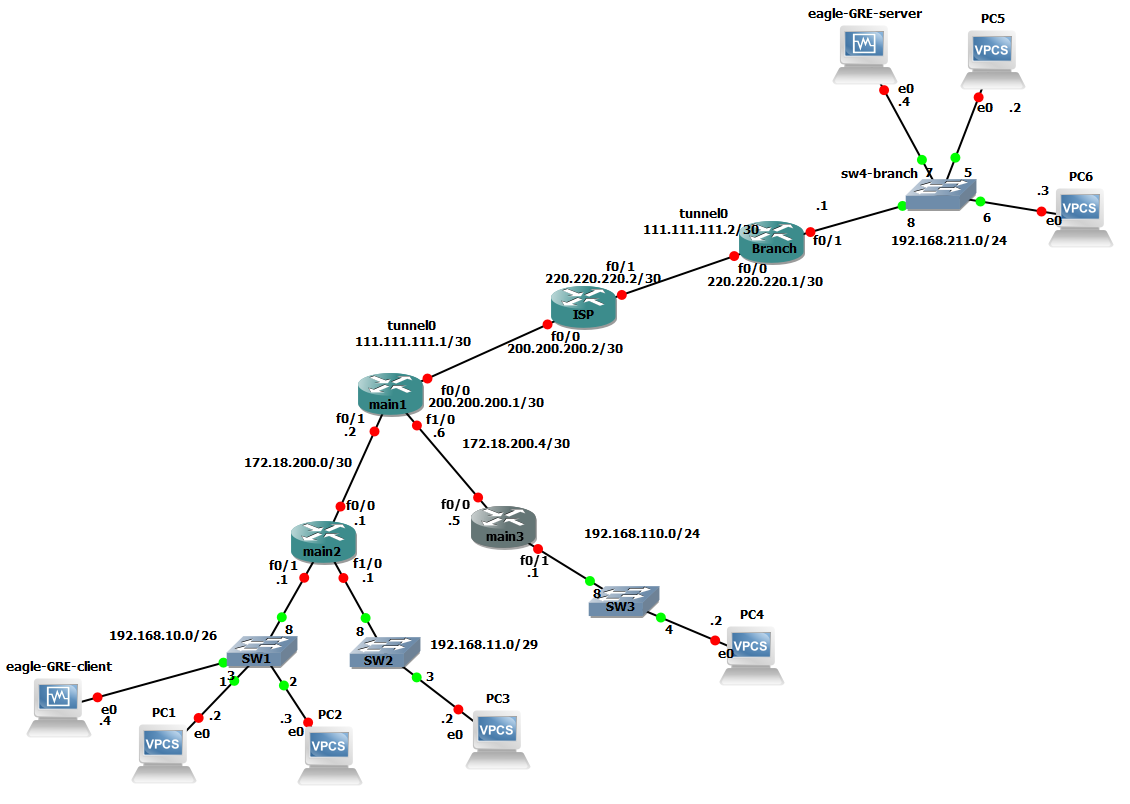 eagle-GRE-server
PC5
VPCS
e0
.4
e0
.2
sw4-branch
7
5
PC6
.3
VPCS
e0
.1
8
6
192.168.211.0/24
tunnel0
111.111.111.2/30
Branch
f0/1
f0/0
220.220.220.1/30
f0/1
220.220.220.2/30
ISP
f0/0
200.200.200.2/30
tunnel0
111.111.111.1/30
main1
f0/0
200.200.200.1/30
f0/1
.2
f1/0
.6
172.18.200.4/30
172.18.200.0/30
f0/0
.1
f0/0
.5
main3
192.168.110.0/24
main2
f0/1
.1
f0/1
.1
f1/0
.1
8
SW3
4
.2
PC4
VPCS
e0
192.168.10.0/26
8
SW1
8
SW2
192.168.11.0/29
eagle-GRE-client
3
1
2
3
e0
.4
PC1
.2
VPCS
e0
.3
PC2
e0
VPCS
PC3
.2
e0
VPCS